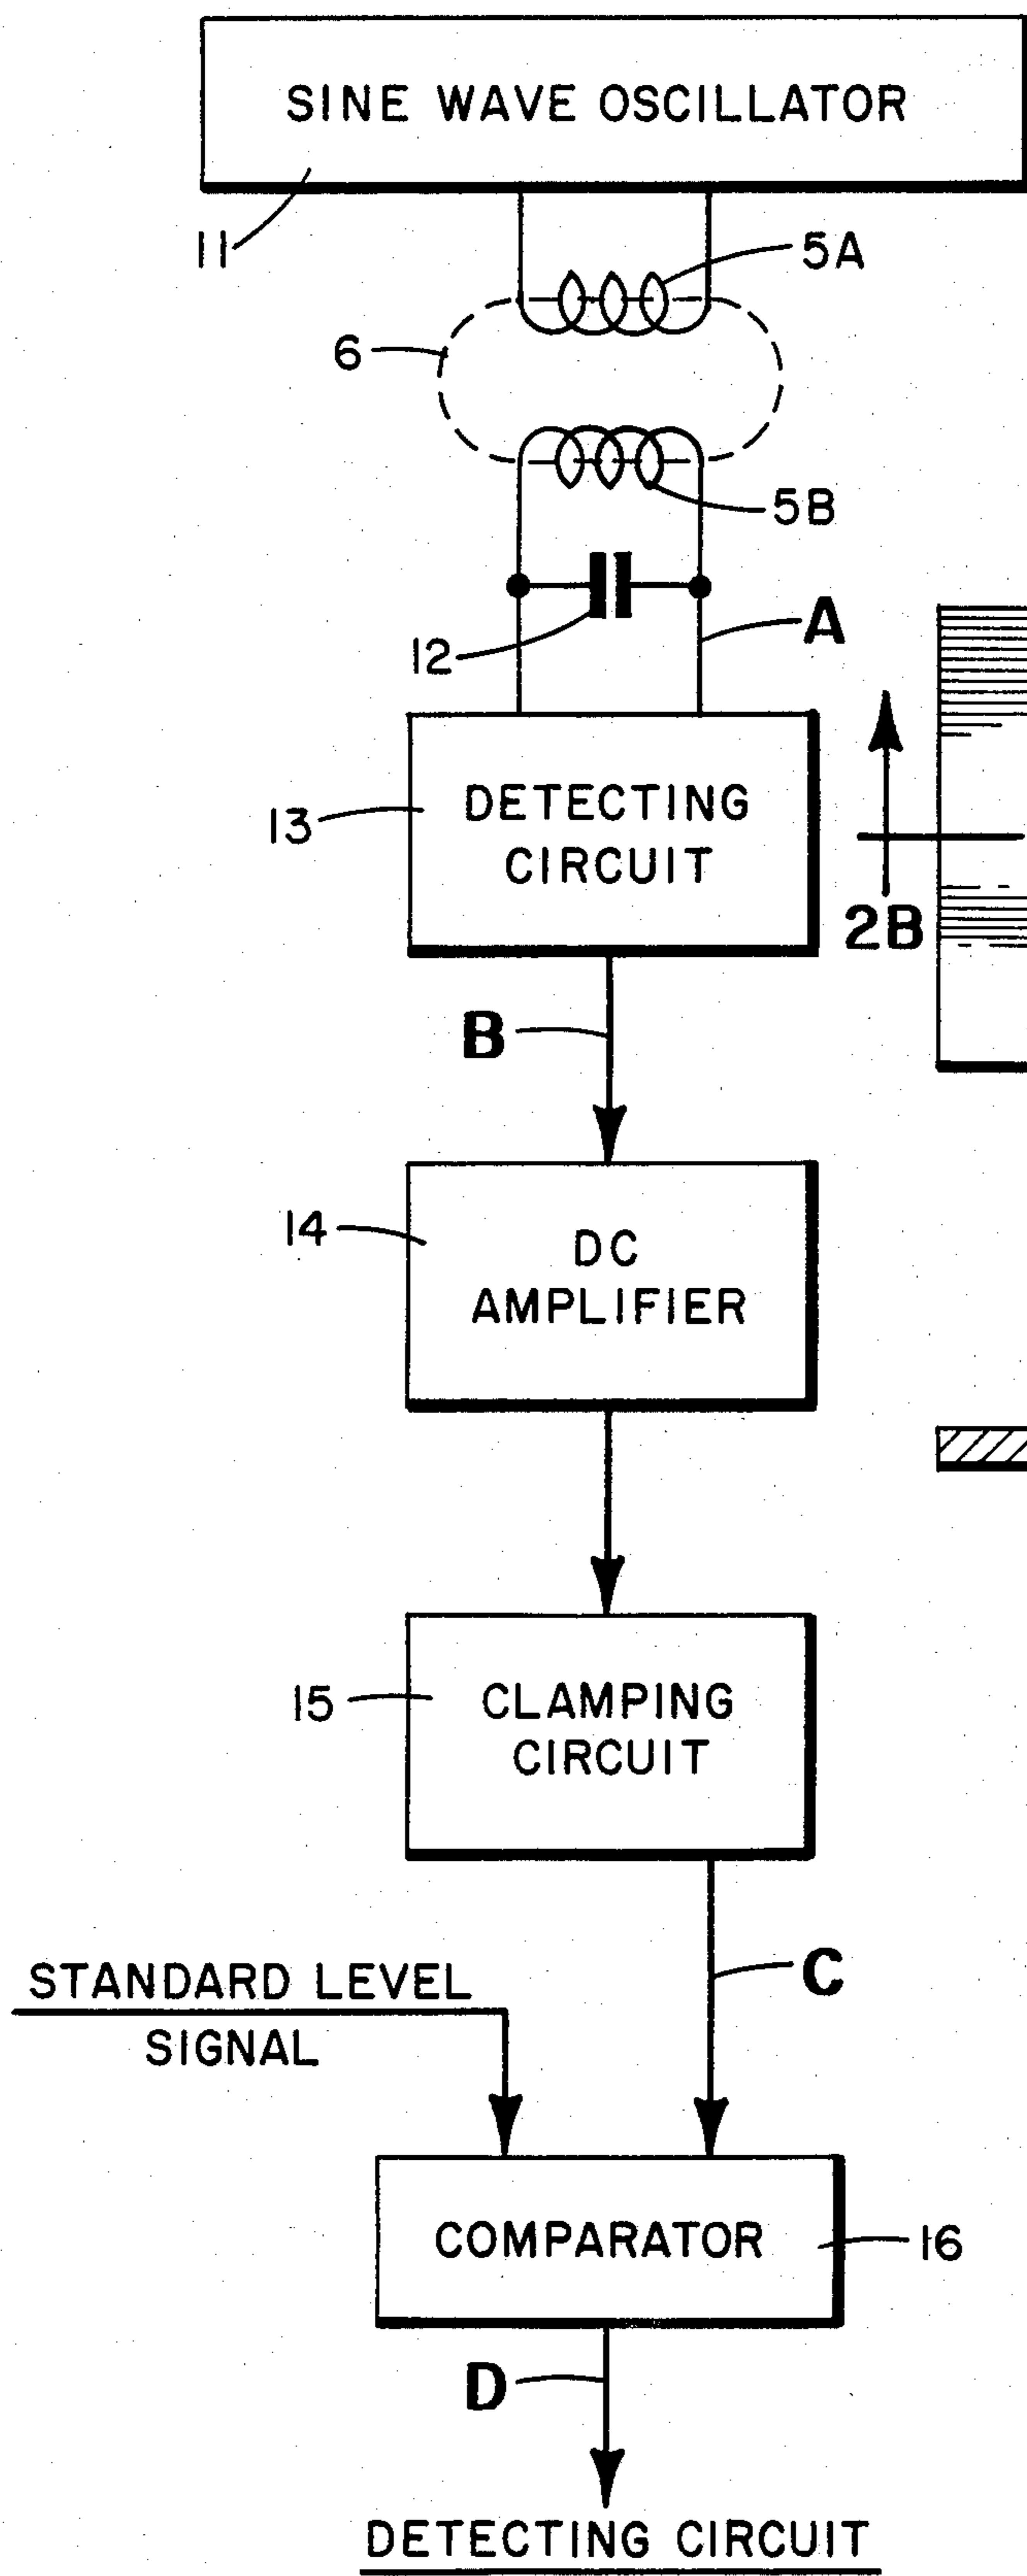 SINE WAVE OSCILLATOR
11
5A
6
5B
12
A
13
DETECTING
CIRCUIT
2B
B
14
DC
AMPLIFIER
15
CLAMPING
CIRCUIT
STANDARD LEVEL
SIGNAL
C
COMPARATOR
16
D
DETECTING CIRCUIT